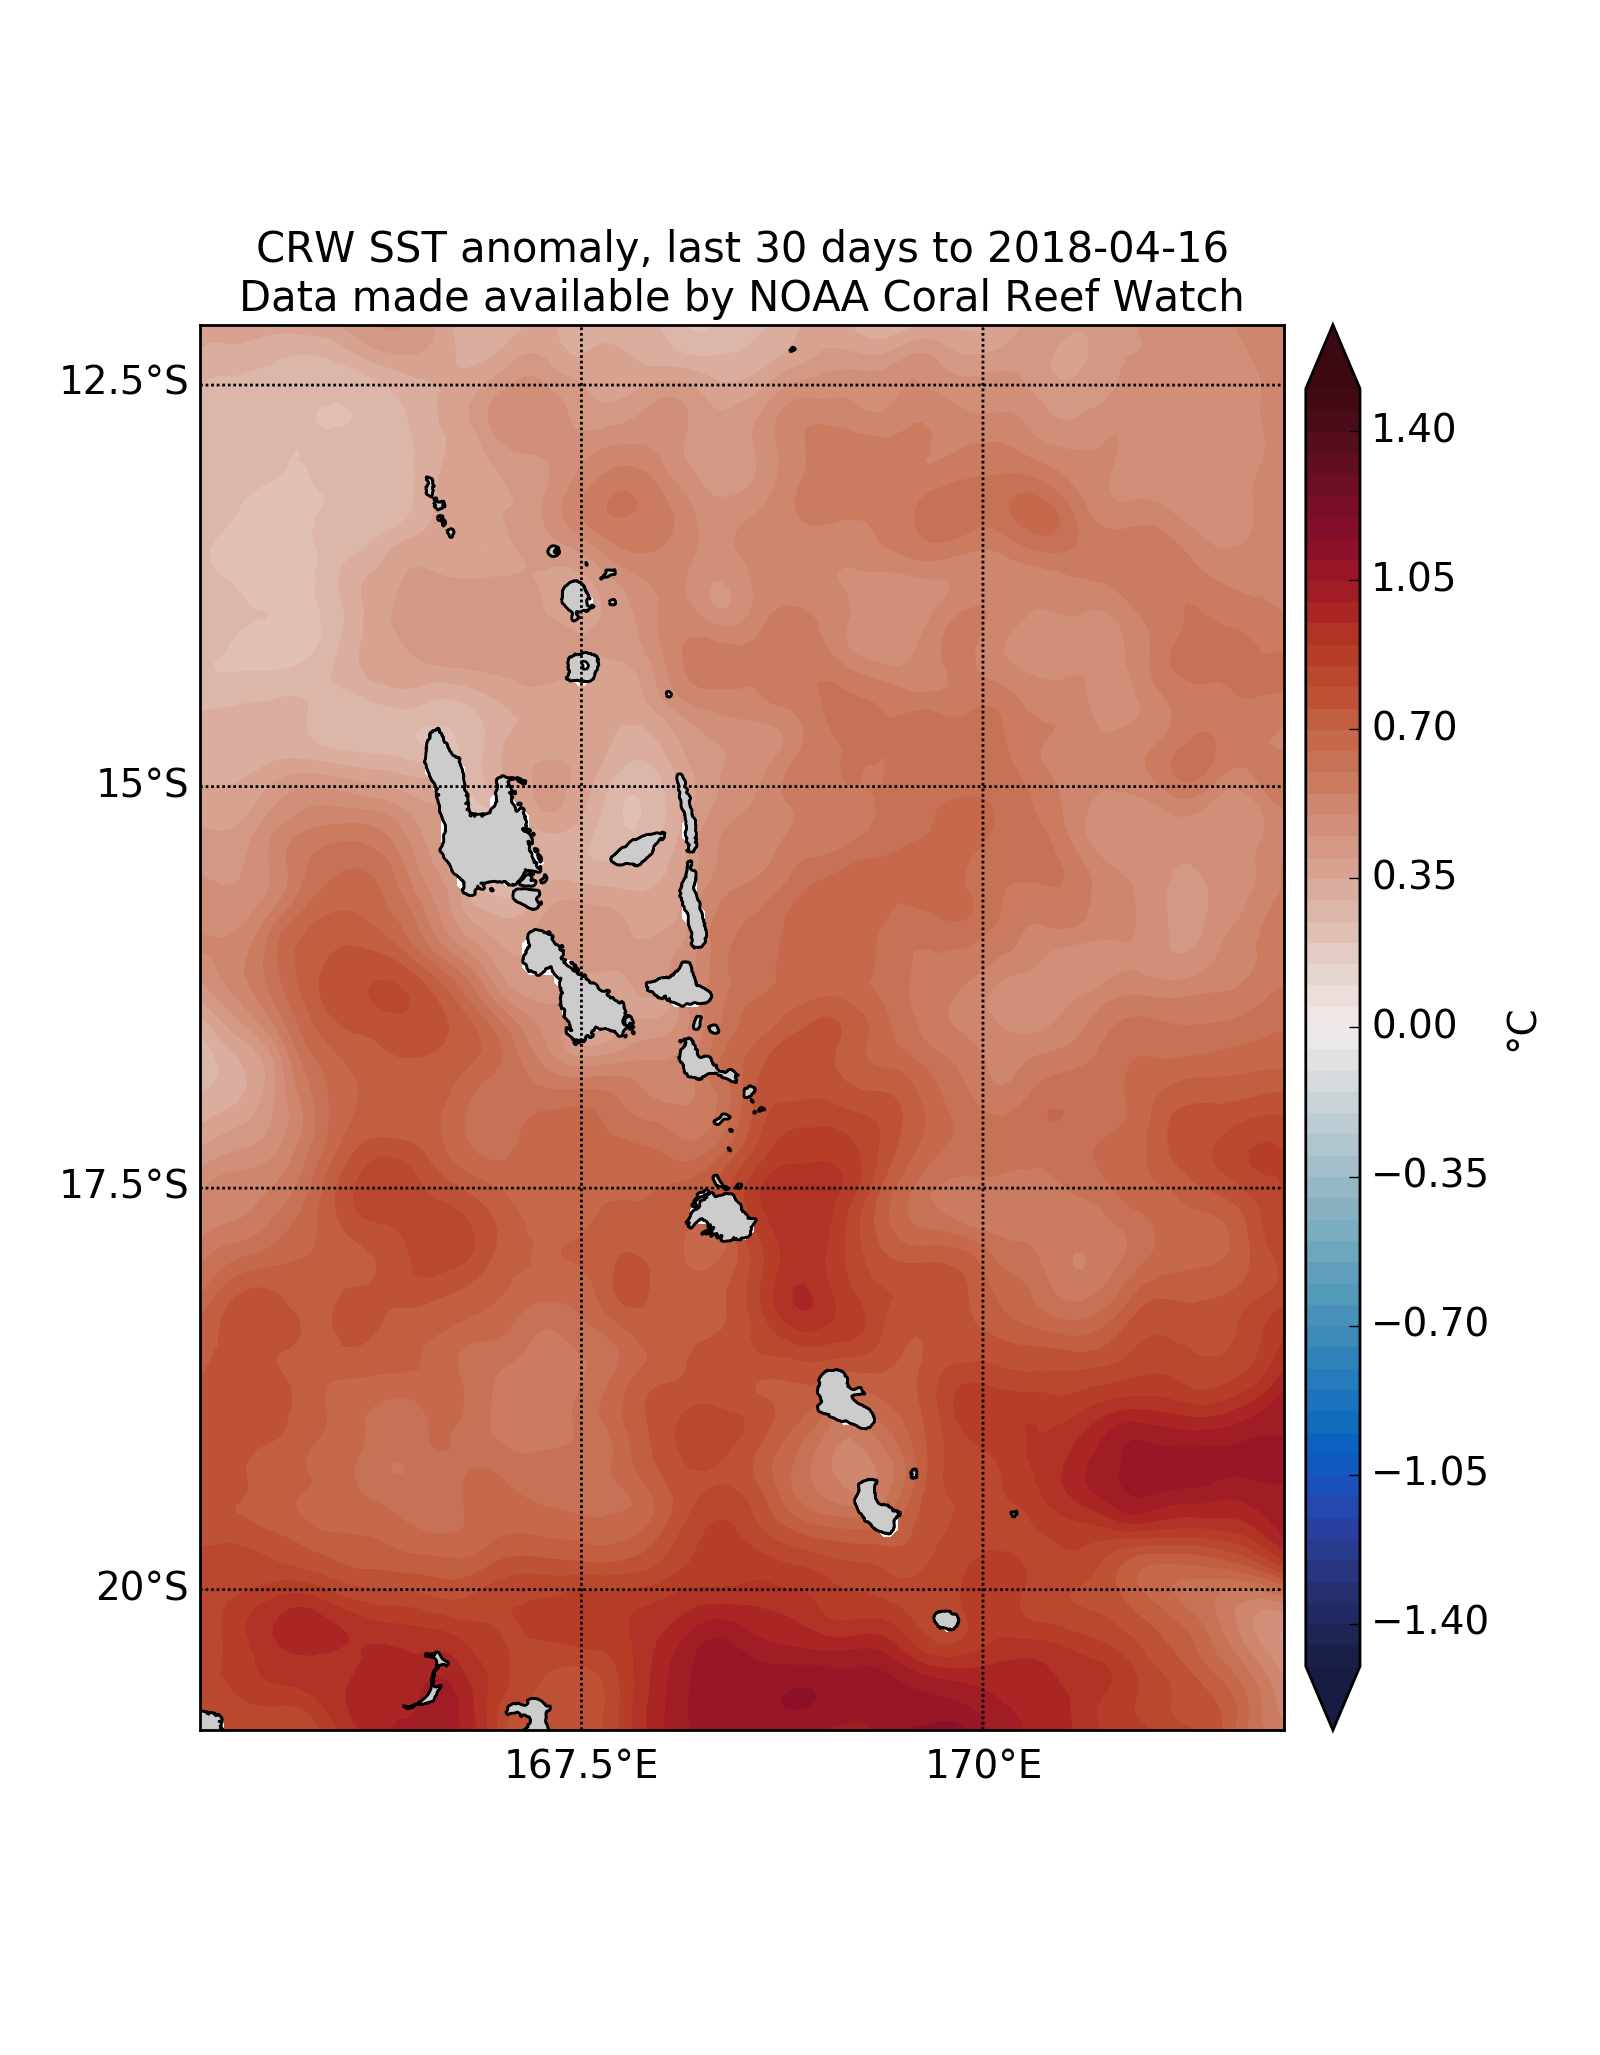 CRW SST anomaly, last 30 days to 2018-04-16
Data made available by NOAA Coral Reef Watch
12.5°S
15°S
17.5°S
20°S
167.5°E
170°E
1.40
1.05
0.70
0.35
0.00
−0.35
−0.70
−1.05
−1.40
°C